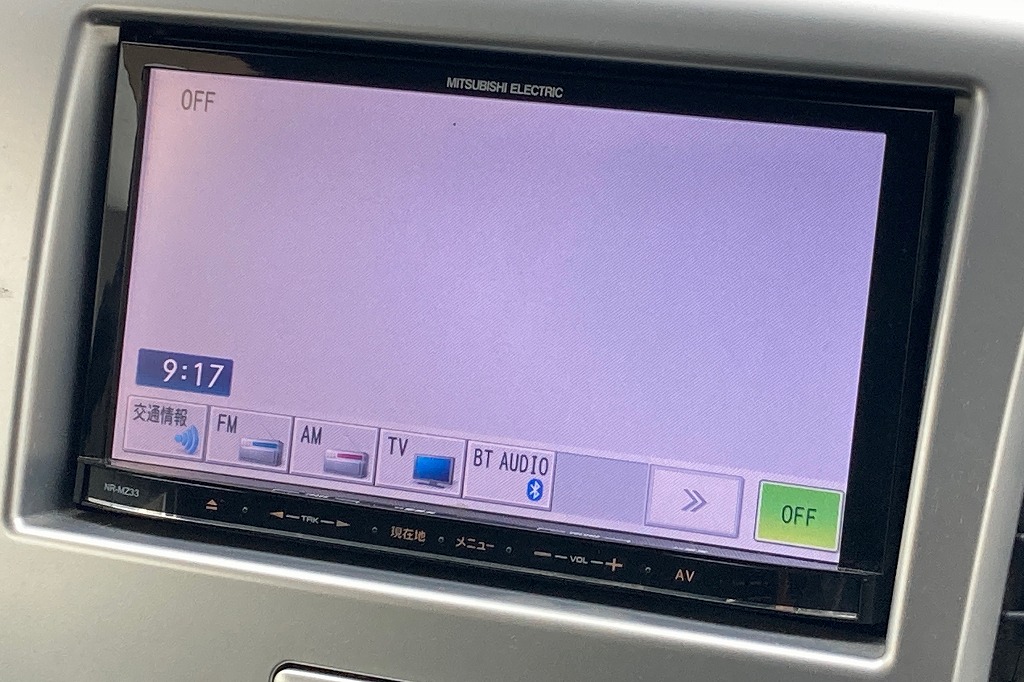 MITSUBISHI ELECTRIC
OFF
9:17
交通情報
FM
AM
TV
BT AUDIO
OFF
NR-MZ33
TRK
現在地
メニュー
VOL
AV